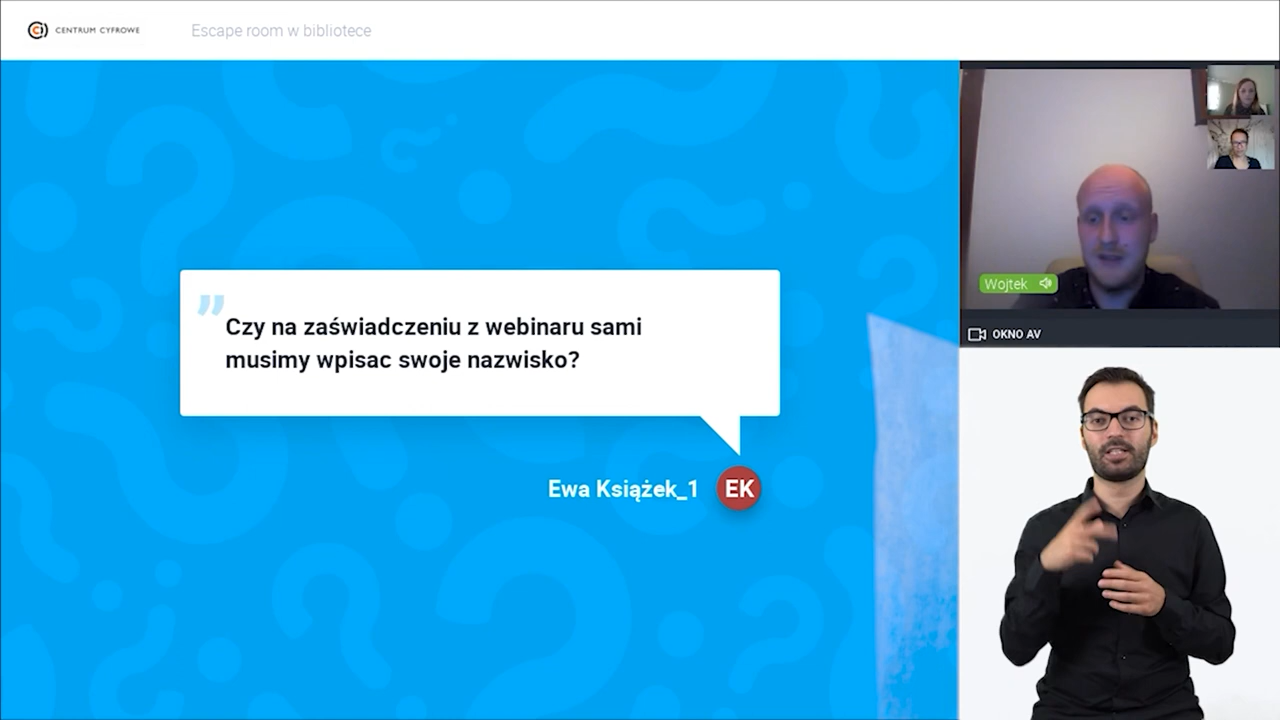 CENTRUM CYFROWE
Escape room w bibliotece
Czy na zaświadczeniu z webinaru sami
musimy wpisac swoje nazwisko?
Ewa Książek_1
EK
Wojtek
OKNO AV